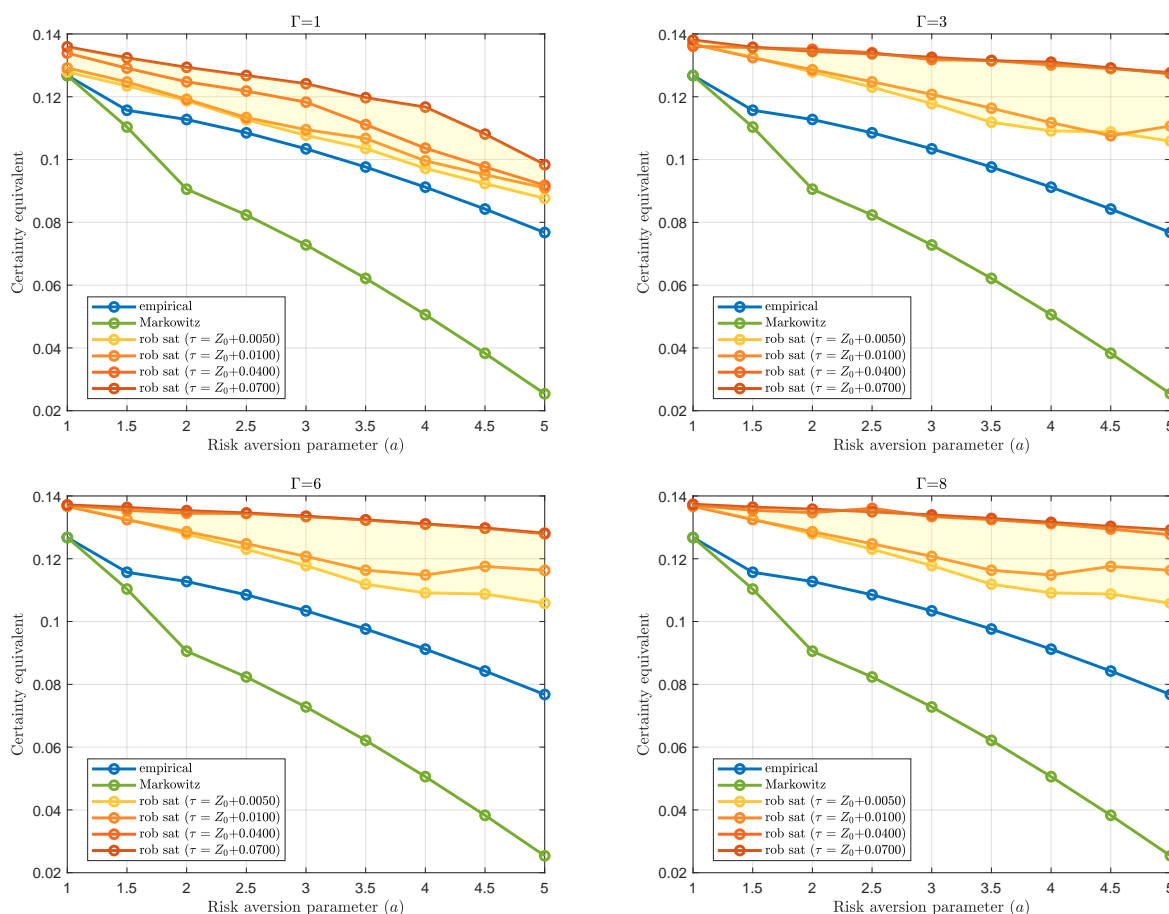 Γ=1
0.14
0.12
0.1
0.08
0.06
0.04
0.02
Certainty equivalent
empirical
Markowitz
rob sat (τ = Z₀+0.0050)
rob sat (τ = Z₀+0.0100)
rob sat (τ = Z₀+0.0400)
rob sat (τ = Z₀+0.0700)
1 1.5 2 2.5 3 3.5 4 4.5 5
Risk aversion parameter (a)
Γ=3
0.14
0.12
0.1
0.08
0.06
0.04
0.02
Certainty equivalent
empirical
Markowitz
rob sat (τ = Z₀+0.0050)
rob sat (τ = Z₀+0.0100)
rob sat (τ = Z₀+0.0400)
rob sat (τ = Z₀+0.0700)
1 1.5 2 2.5 3 3.5 4 4.5 5
Risk aversion parameter (a)
Γ=6
0.14
0.12
0.1
0.08
0.06
0.04
0.02
Certainty equivalent
empirical
Markowitz
rob sat (τ = Z₀+0.0050)
rob sat (τ = Z₀+0.0100)
rob sat (τ = Z₀+0.0400)
rob sat (τ = Z₀+0.0700)
1 1.5 2 2.5 3 3.5 4 4.5 5
Risk aversion parameter (a)
Γ=8
0.14
0.12
0.1
0.08
0.06
0.04
0.02
Certainty equivalent
empirical
Markowitz
rob sat (τ = Z₀+0.0050)
rob sat (τ = Z₀+0.0100)
rob sat (τ = Z₀+0.0400)
rob sat (τ = Z₀+0.0700)
1 1.5 2 2.5 3 3.5 4 4.5 5
Risk aversion parameter (a)